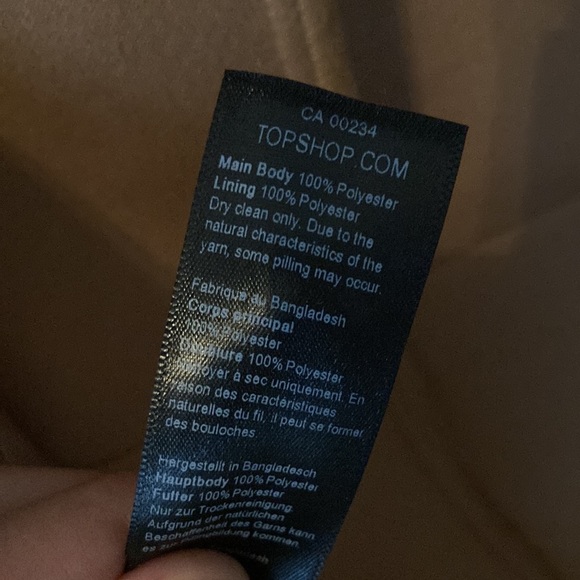 CA 00234
TOPSHOP.COM
Main Body 100% Polyester
Lining 100% Polyester
Dry clean only. Due to the
natural characteristics of the
yarn, some pilling may occur.
Fabriqué au Bangladesh
Corps principal
100% Polyester
100% Polyester
à sec uniquement. En
raison des caractéristiques
naturelles du fil, il peut se former
des bouloches.
Hergestellt in Bangladesch
Hauptbody 100% Polyester
Futter 100% Polyester
Nur zur Trockenreinigung.
Aufgrund der natürlichen
Beschaffenheit des Garns kann
es zur kommen.